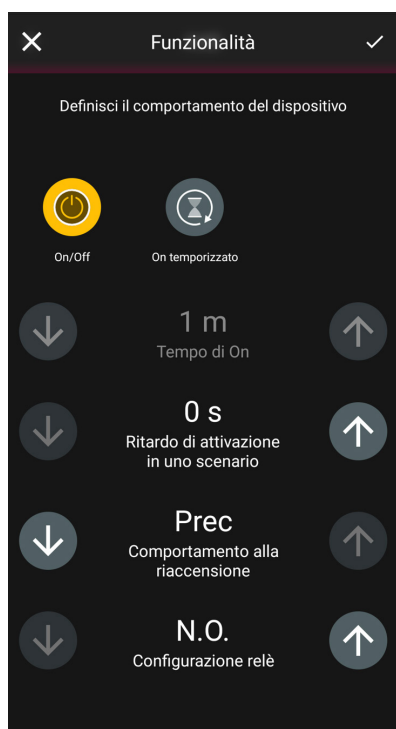 Funzionalità
Definisci il comportamento del dispositivo
On/Off
On temporizzato
1 m
Tempo di On
0 s
Ritardo di attivazione
in uno scenario
Prec
Comportamento alla
riaccensione
N.O.
Configurazione relè